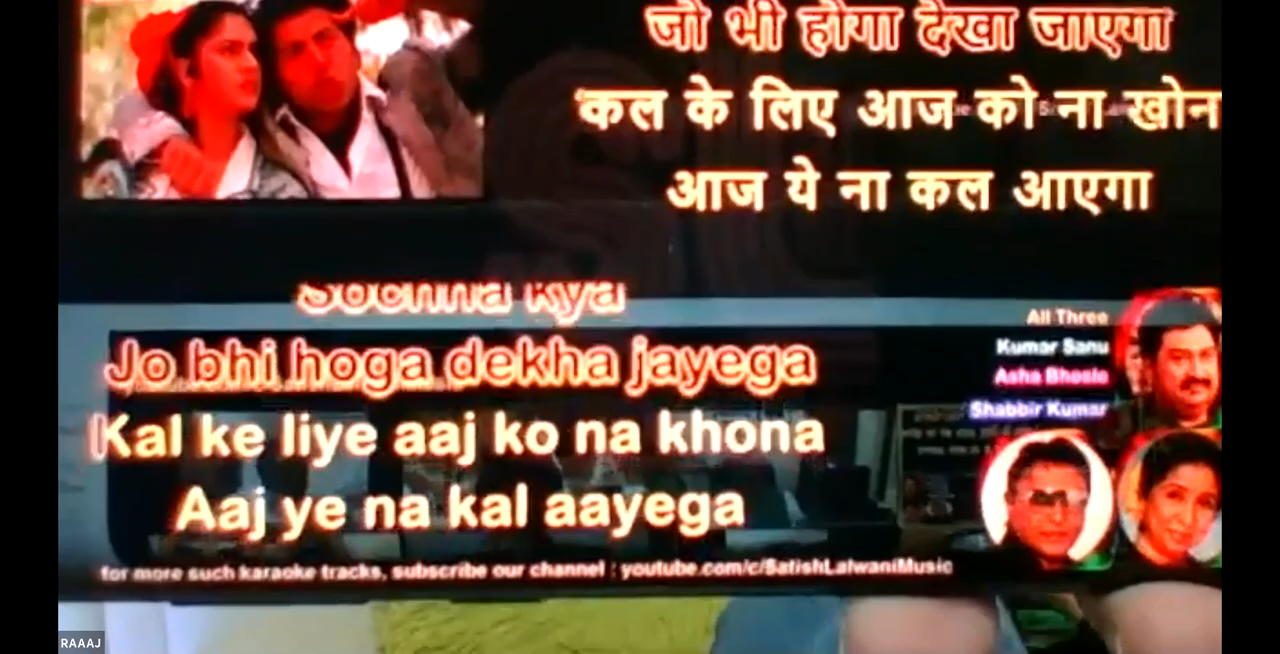 जो भी होगा देखा जाएगा
कल के लिए आज को ना खोन
आज ये ना कल आएगा
Sochna kya
Jo bhi hoga dekha jayega
Kal ke liye aaj ko na khona
Aaj ye na kal aayega
All Three
Kumar Sanu
Asha Bhosle
Shabbir Kumar
for more such karaoke tracks, subscribe our channel : youtube.com/c/SatishLalwaniMusic
RAAAJ